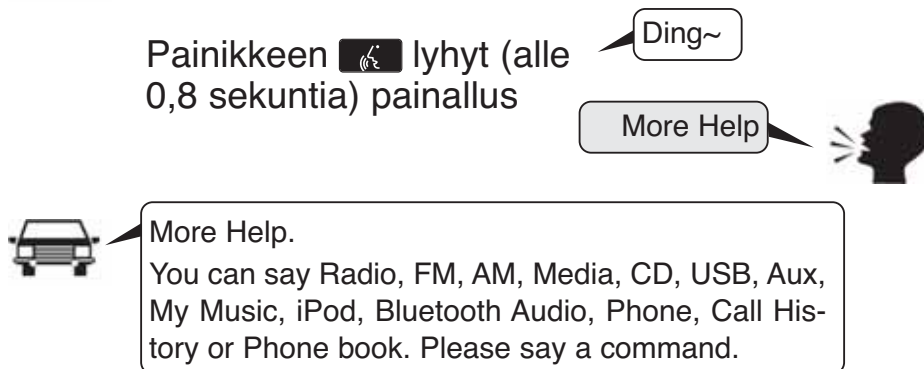 Ding~
Painikkeen lyhyt (alle
0,8 sekuntia) painallus
More Help
More Help.
You can say Radio, FM, AM, Media, CD, USB, Aux,
My Music, iPod, Bluetooth Audio, Phone, Call His-
tory or Phone book. Please say a command.